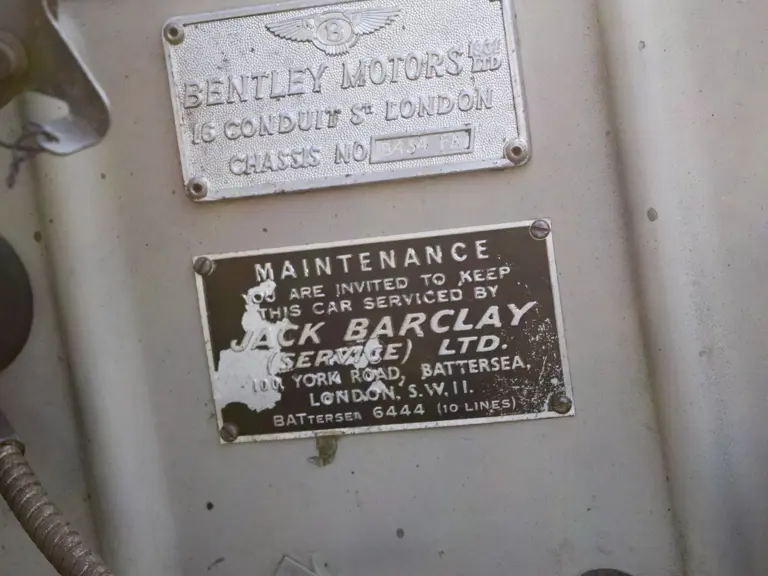 B
BENTLEY MOTORS 1931 LTD
16 CONDUIT ST. LONDON
CHASSIS NO
MAINTENANCE
YOU ARE INVITED TO KEEP
THIS CAR SERVICED BY
JACK BARCLAY
(SERVICE) LTD.
YORK ROAD, BATTERSEA,
LONDON, S.W.11.
BATTERSEA 6444 (10 LINES)